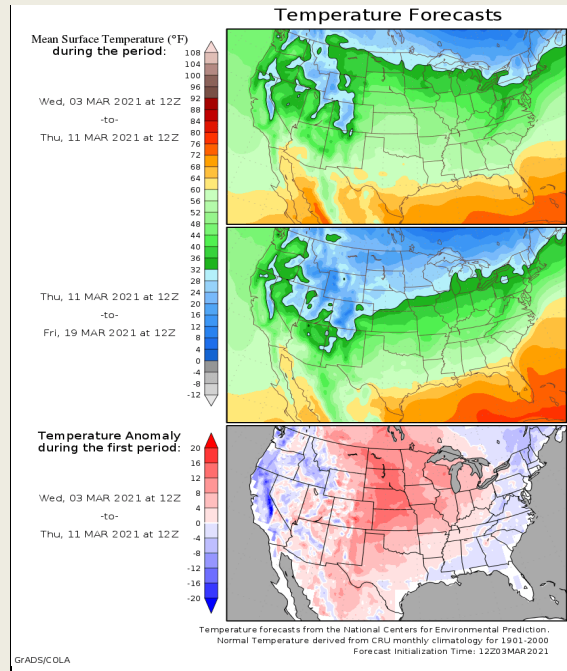 Temperature Forecasts
Mean Surface Temperature (°F)
during the period:
108
104
100
96
92
88
84
80
76
72
68
64
60
56
52
48
44
40
36
32
28
24
20
16
12
8
4
0
-4
-8
-12
Wed, 03 MAR 2021 at 12Z
-to-
Thu, 11 MAR 2021 at 12Z
Thu, 11 MAR 2021 at 12Z
-to-
Fri, 19 MAR 2021 at 12Z
Temperature Anomaly
during the first period:
20
16
12
8
4
0
-4
-8
-12
-16
-20
Wed, 03 MAR 2021 at 12Z
-to-
Thu, 11 MAR 2021 at 12Z
Temperature forecasts from the National Centers for Environmental Prediction.
Normal Temperature derived from CRU monthly climatology for 1901-2000
Forecast Initialization Time: 12Z03MAR2021
GrADS/COLA